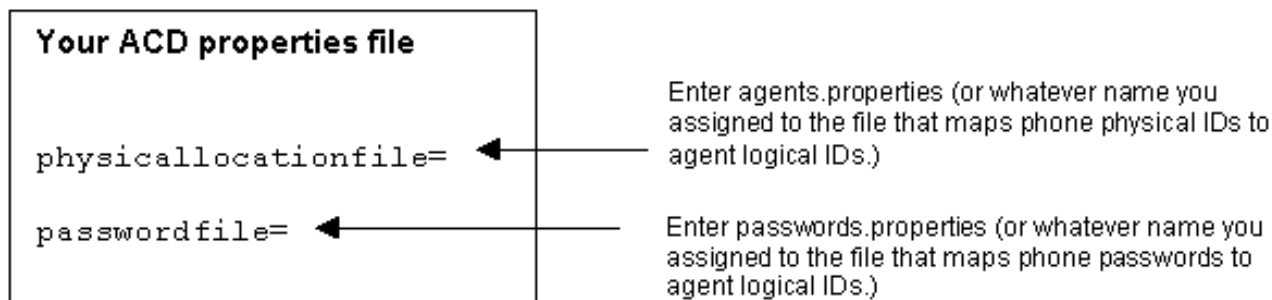 Your ACD properties file
physicallocationfile=
Enter agents.properties (or whatever name you
assigned to the file that maps phone physical IDs to
agent logical IDs.)
passwordfile=
Enter passwords.properties (or whatever name you
assigned to the file that maps phone passwords to
agent logical IDs.)